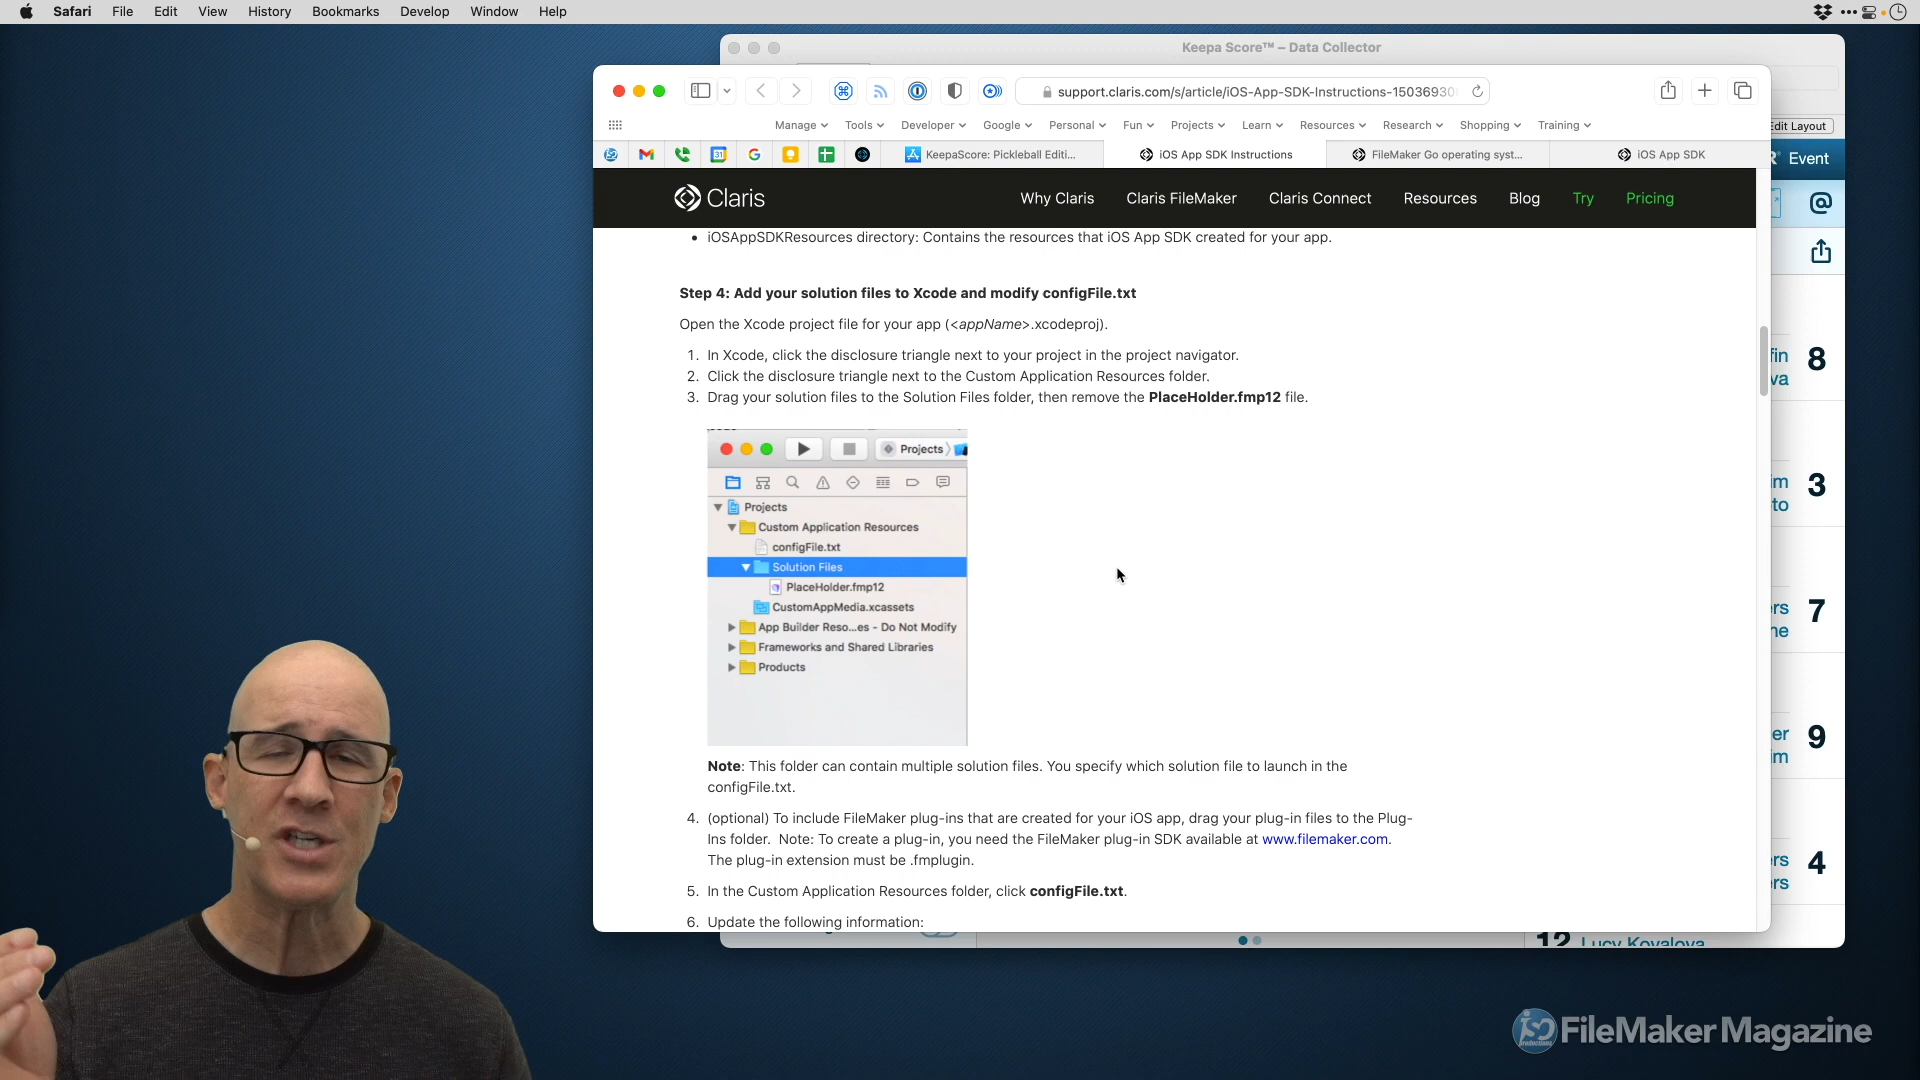 Safari File Edit View History Bookmarks Develop Window Help
Keepa Score™ – Data Collector
support.claris.com/s/article/iOS-App-SDK-Instructions-15036930
Manage Tools Developer Google Personal Fun Projects Learn Resources Research Shopping Training
Edit Layout
KeepaScore: Pickleball Editi... iOS App SDK Instructions FileMaker Go operating syst... iOS App SDK
Event
Claris Why Claris Claris FileMaker Claris Connect Resources Blog Try Pricing
• iOSAppSDKResources directory: Contains the resources that iOS App SDK created for your app.
Step 4: Add your solution files to Xcode and modify configFile.txt
Open the Xcode project file for your app (<appName>.xcodeproj).
1. In Xcode, click the disclosure triangle next to your project in the project navigator.
2. Click the disclosure triangle next to the Custom Application Resources folder.
3. Drag your solution files to the Solution Files folder, then remove the PlaceHolder.fmp12 file.
Projects
Projects
Custom Application Resources
configFile.txt
Solution Files
PlaceHolder.fmp12
CustomAppMedia.xcassets
App Builder Reso...es - Do Not Modify
Frameworks and Shared Libraries
Products
Note: This folder can contain multiple solution files. You specify which solution file to launch in the
configFile.txt.
4. (optional) To include FileMaker plug-ins that are created for your iOS app, drag your plug-in files to the Plug-
Ins folder. Note: To create a plug-in, you need the FileMaker plug-in SDK available at www.filemaker.com.
The plug-in extension must be .fmplugin.
5. In the Custom Application Resources folder, click configFile.txt.
6. Update the following information:
8
3
7
9
4
12 Lucy Kovalova
FileMaker Magazine